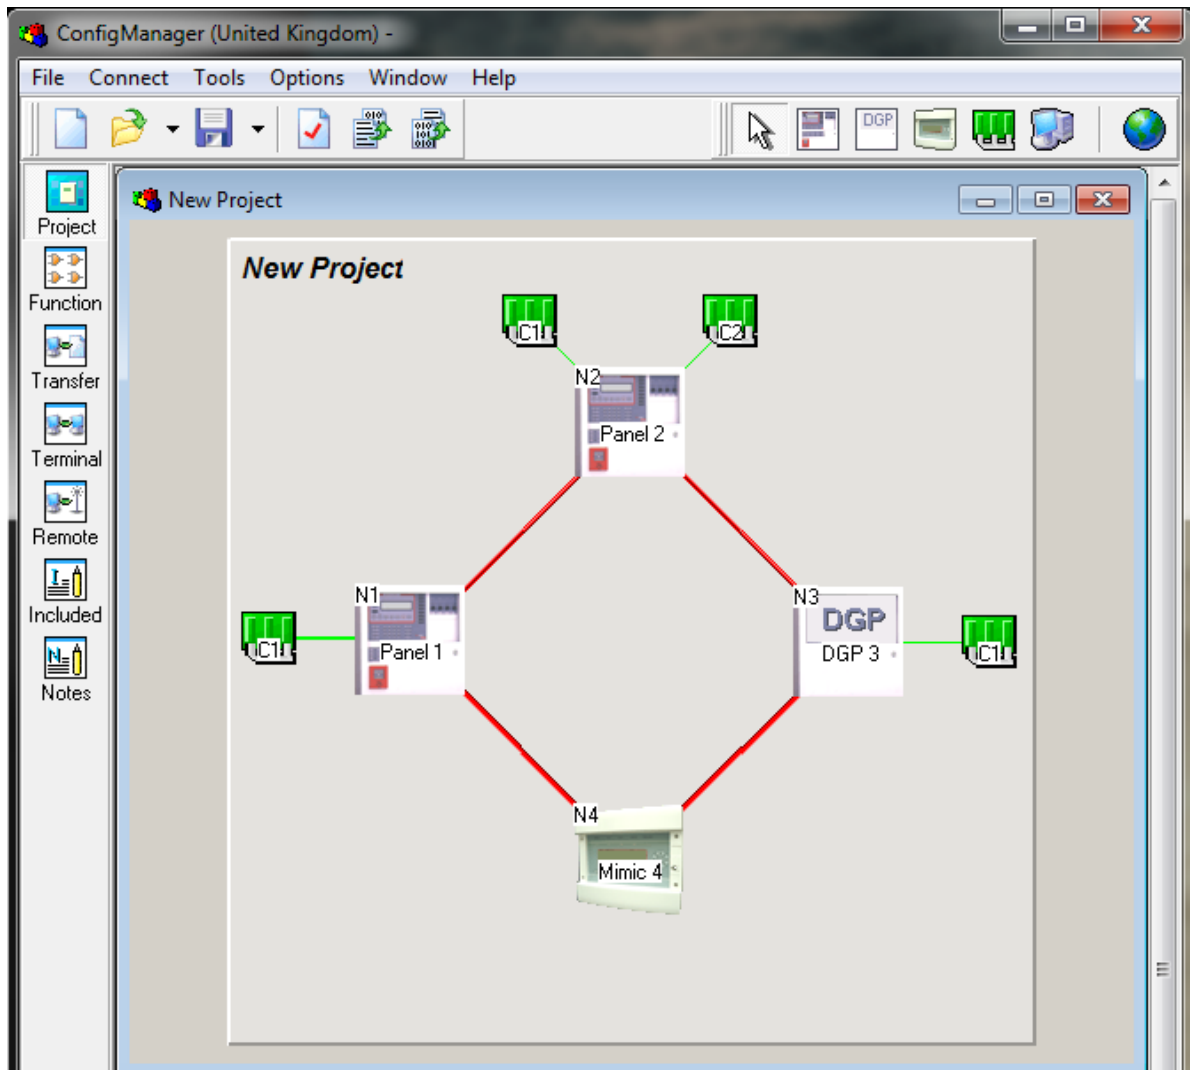 ConfigManager (United Kingdom) -
File Connect Tools Options Window Help
DGP
Project
Function
Transfer
Terminal
Remote
Included
Notes
New Project
New Project
C1
C2
N2
Panel 2
N1
C1
Panel 1
N3
DGP
DGP 3
C1
N4
Mimic 4